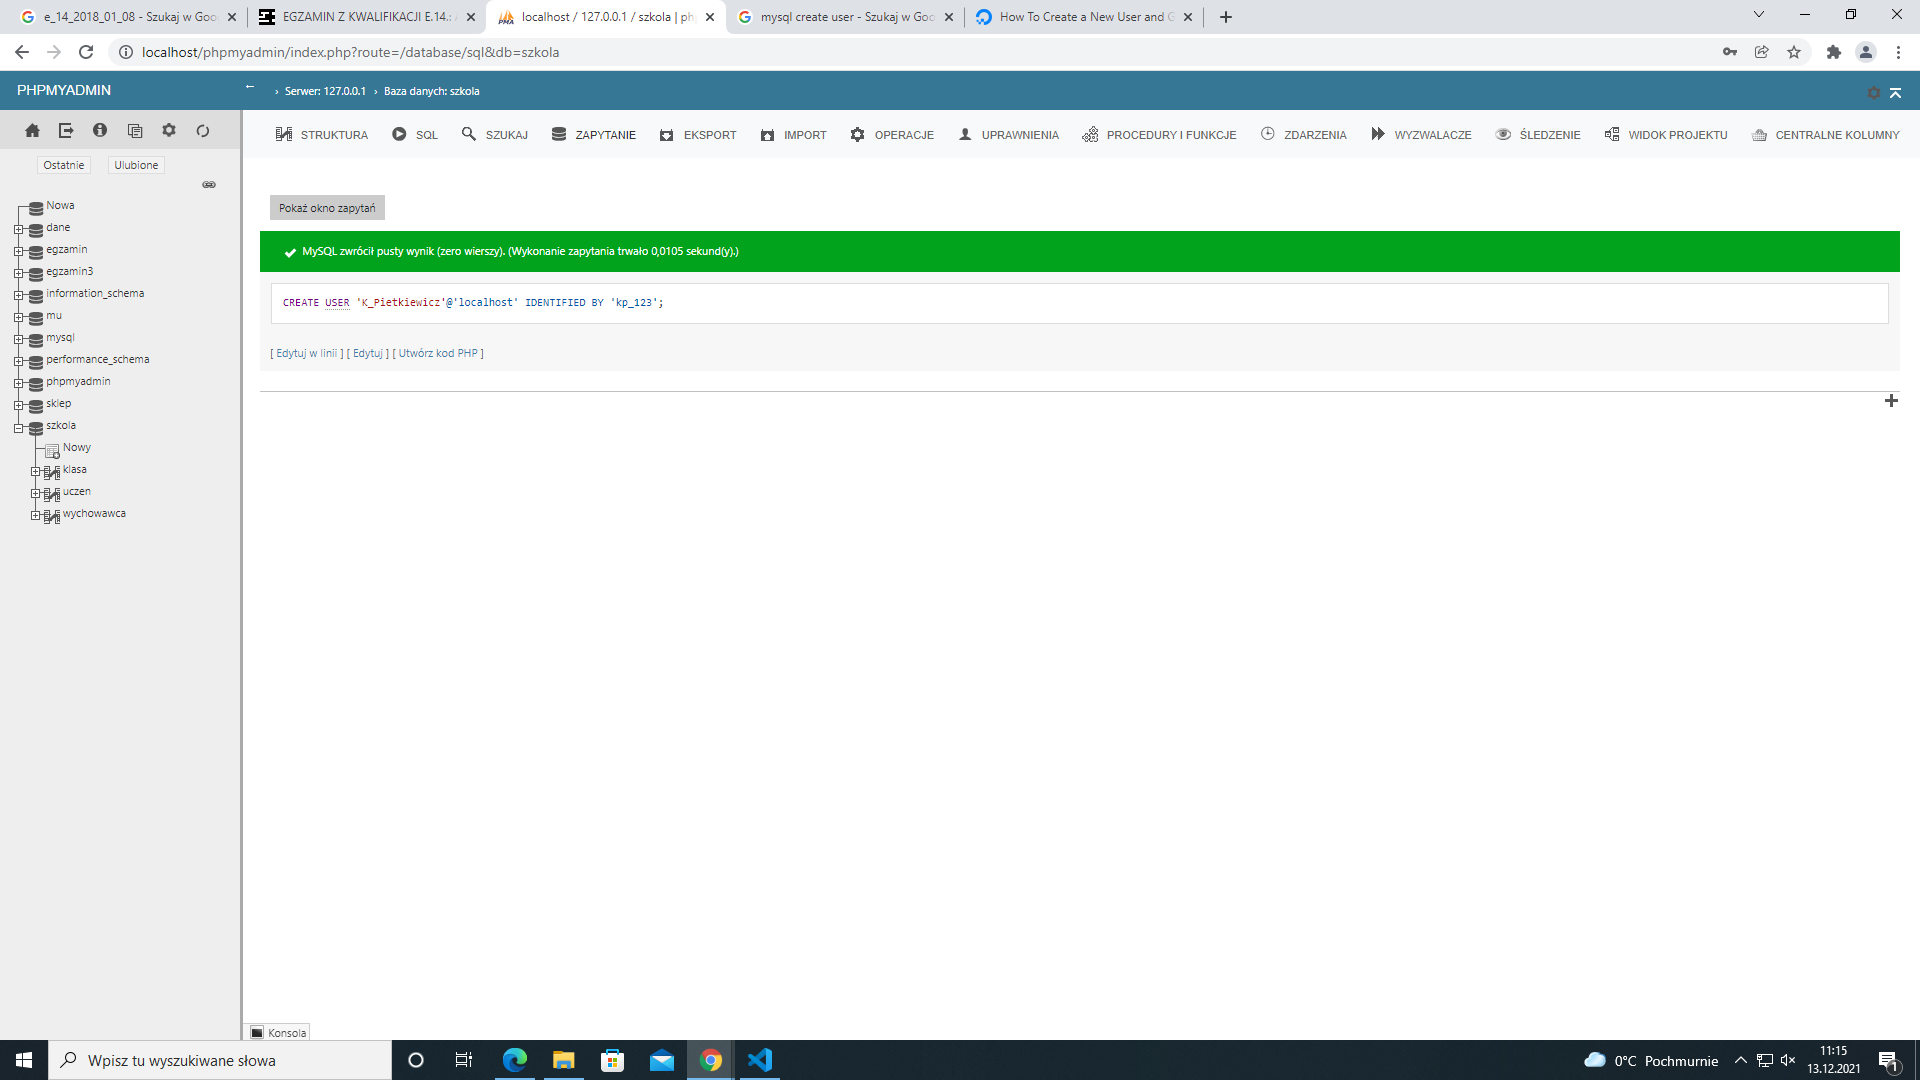 e_14_2018_01_08 - Szukaj w Goo
EGZAMIN Z KWALIFIKACJI E.14.:
localhost / 127.0.0.1 / szkola | ph
mysql create user - Szukaj w Goo
How To Create a New User and G
localhost/phpmyadmin/index.php?route=/database/sql&db=szkola
PHPMYADMIN
← › Serwer: 127.0.0.1 › Baza danych: szkola
STRUKTURA SQL SZUKAJ ZAPYTANIE EKSPORT IMPORT OPERACJE UPRAWNIENIA PROCEDURY I FUNKCJE ZDARZENIA WYZWALACZE ŚLEDZENIE WIDOK PROJEKTU CENTRALNE KOLUMNY
Ostatnie Ulubione
Nowa
dane
egzamin
egzamin3
information_schema
mu
mysql
performance_schema
phpmyadmin
sklep
szkola
Nowy
klasa
uczen
wychowawca
Pokaż okno zapytań
MySQL zwrócił pusty wynik (zero wierszy). (Wykonanie zapytania trwało 0,0105 sekund(y).)
CREATE USER 'K_Pietkiewicz'@'localhost' IDENTIFIED BY 'kp_123';
[ Edytuj w linii ] [ Edytuj ] [ Utwórz kod PHP ]
Konsola
Wpisz tu wyszukiwane słowa
0°C Pochmurnie
11:15
13.12.2021
1